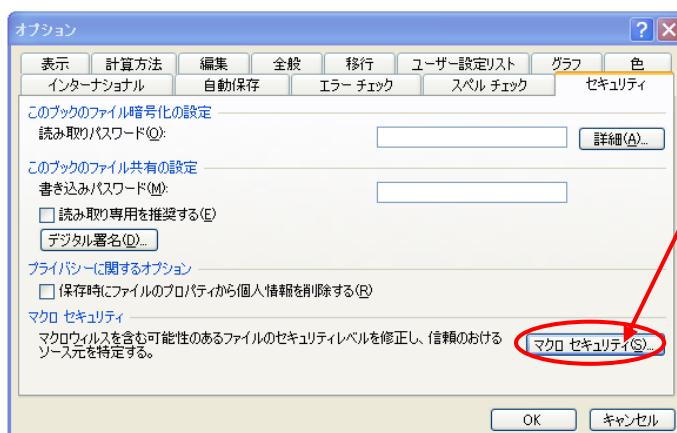 オプション
表示 計算方法 編集 全般 移行 ユーザー設定リスト グラフ 色
インターナショナル 自動保存 エラー チェック スペル チェック セキュリティ
このブックのファイル暗号化の設定
読み取りパスワード(O):
詳細(A)...
このブックのファイル共有の設定
書き込みパスワード(M):
読み取り専用を推奨する(E)
デジタル署名(D)...
プライバシーに関するオプション
保存時にファイルのプロパティから個人情報を削除する(R)
マクロ セキュリティ
マクロウィルスを含む可能性のあるファイルのセキュリティレベルを修正し、信頼のおける
ソース元を特定する。
マクロ セキュリティ(S)...
OK キャンセル